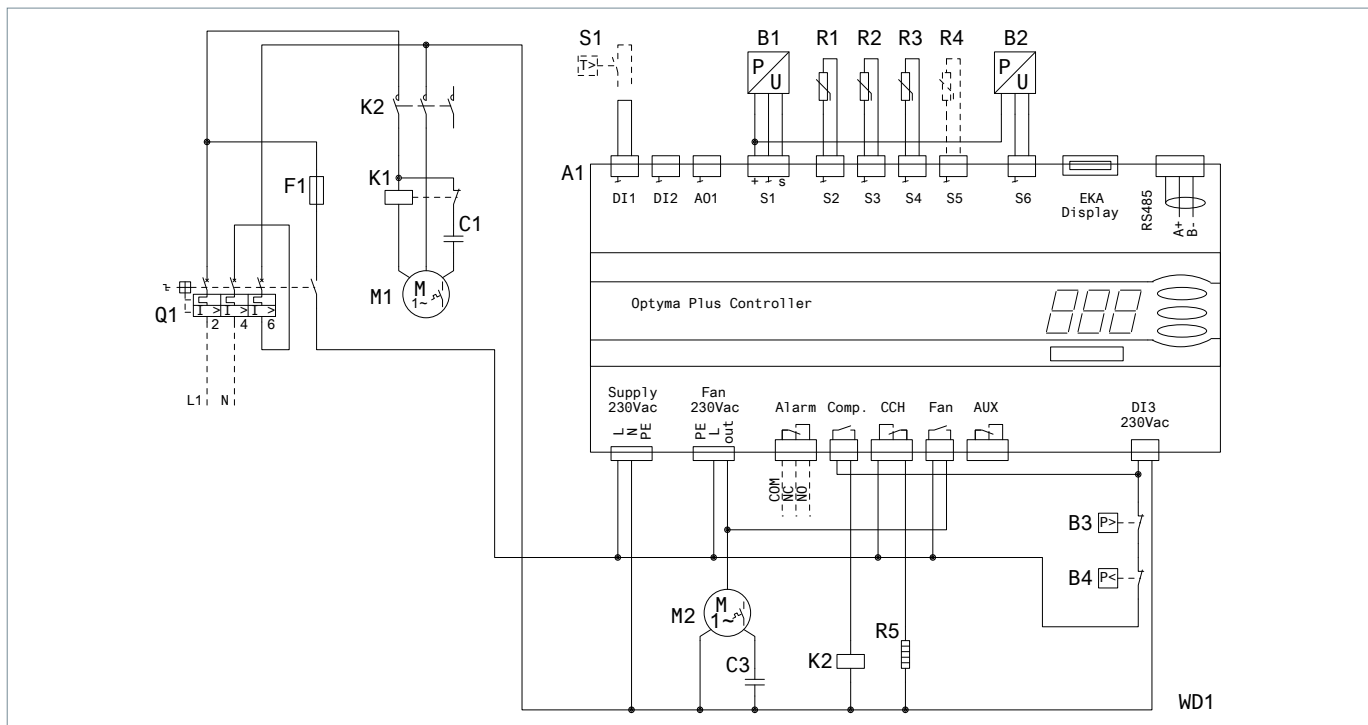 S1 B1 R1 R2 R3 R4 B2
T> P U P U
K2
A1
F1 K1
+ s
DI1 DI2 AO1 S1 S2 S3 S4 S5 S6 EKA Display RS485 A+ B-
C1
M1 M 1~
Optyma Plus Controller
Q1 I > I > I >
2 4 6
L1 N
Supply 230Vac Fan 230Vac Alarm Comp. CCH Fan AUX DI3 230Vac
L N PE PE L out
COM NC NO
B3 P>
B4 P<
M2 M 1~
R5
C3 K2
WD1